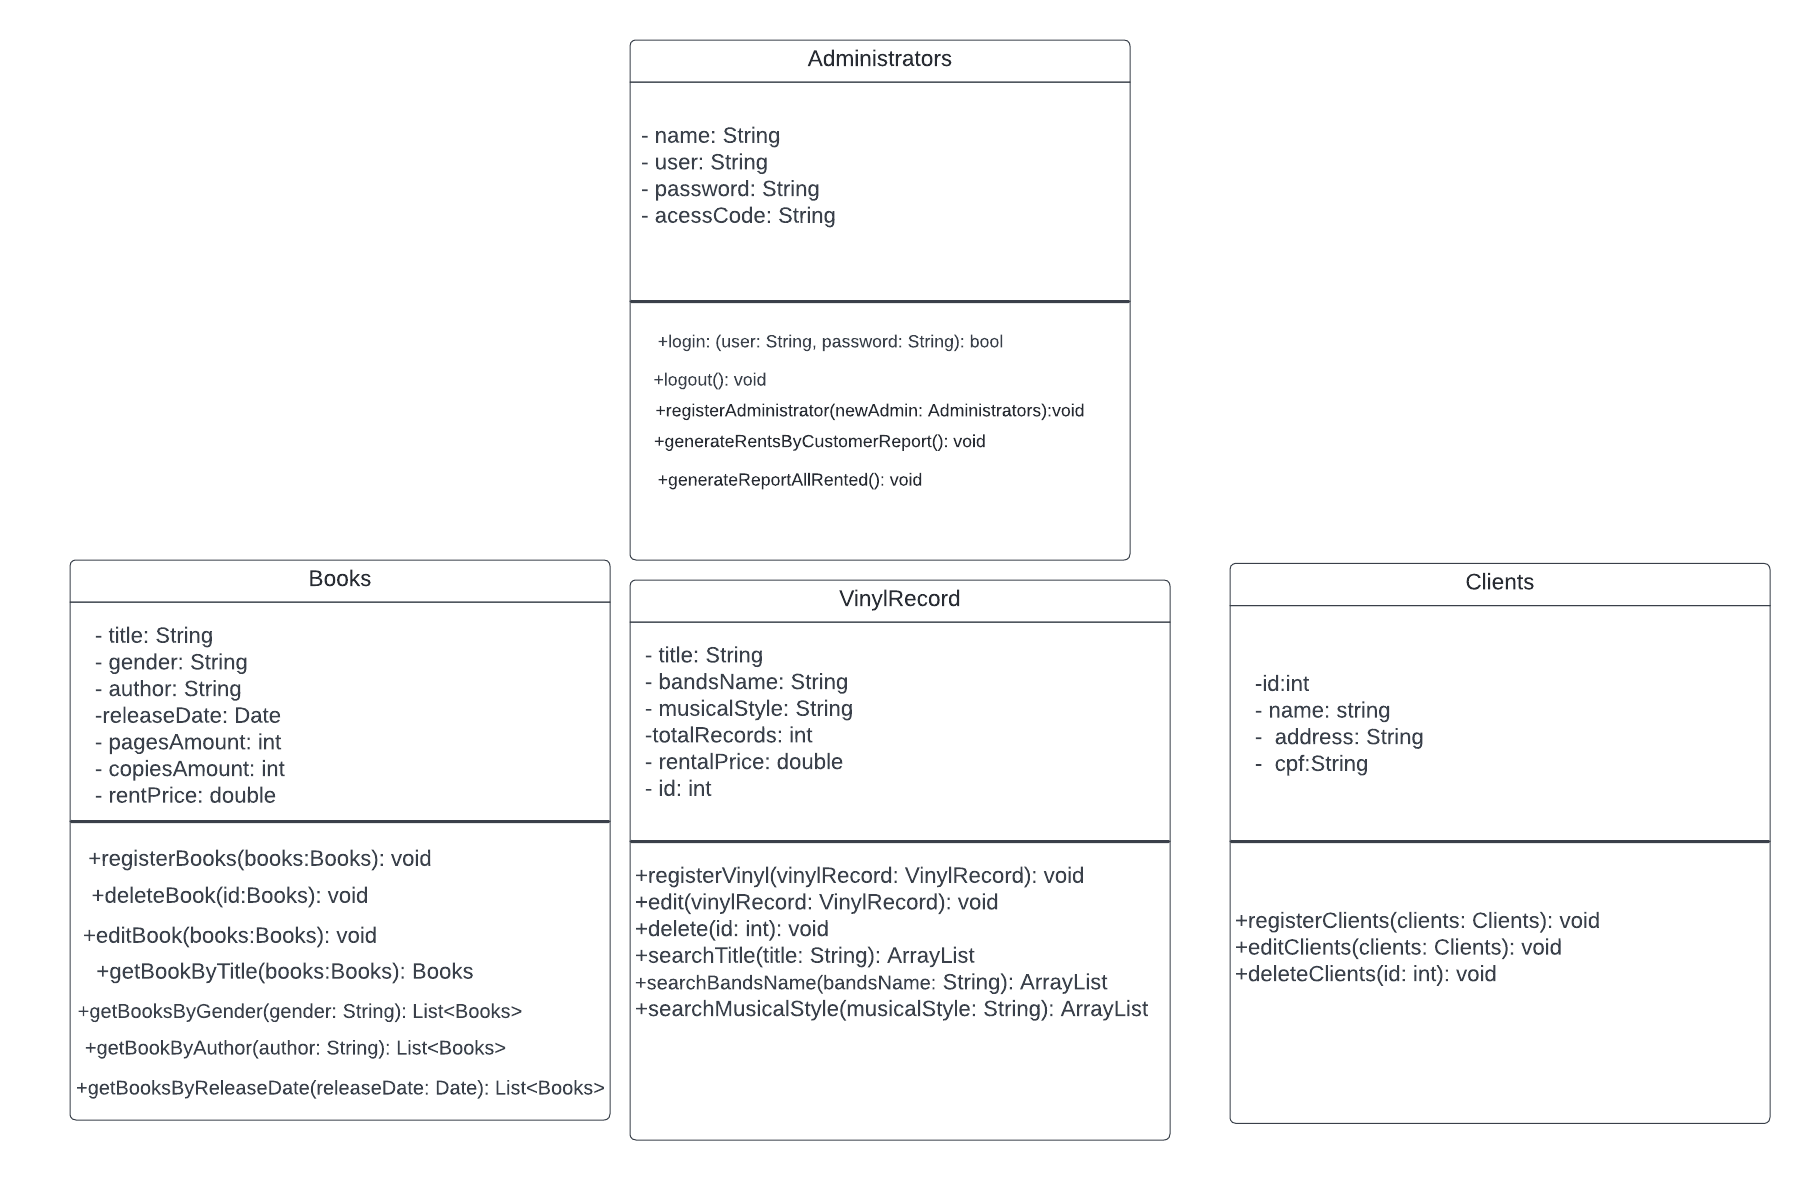 Administrators
- name: String
- user: String
- password: String
- acessCode: String
+login: (user: String, password: String): bool
+logout(): void
+registerAdministrator(newAdmin: Administrators):void
+generateRentsByCustomerReport(): void
+generateReportAllRented(): void
Books
- title: String
- gender: String
- author: String
-releaseDate: Date
- pagesAmount: int
- copiesAmount: int
- rentPrice: double
+registerBooks(books:Books): void
+deleteBook(id:Books): void
+editBook(books:Books): void
+getBookByTitle(books:Books): Books
+getBooksByGender(gender: String): List<Books>
+getBookByAuthor(author: String): List<Books>
+getBooksByReleaseDate(releaseDate: Date): List<Books>
VinylRecord
- title: String
- bandsName: String
- musicalStyle: String
-totalRecords: int
- rentalPrice: double
- id: int
+registerVinyl(vinylRecord: VinylRecord): void
+edit(vinylRecord: VinylRecord): void
+delete(id: int): void
+searchTitle(title: String): ArrayList
+searchBandsName(bandsName: String): ArrayList
+searchMusicalStyle(musicalStyle: String): ArrayList
Clients
-id:int
- name: string
-  address: String
-  cpf:String
+registerClients(clients: Clients): void
+editClients(clients: Clients): void
+deleteClients(id: int): void